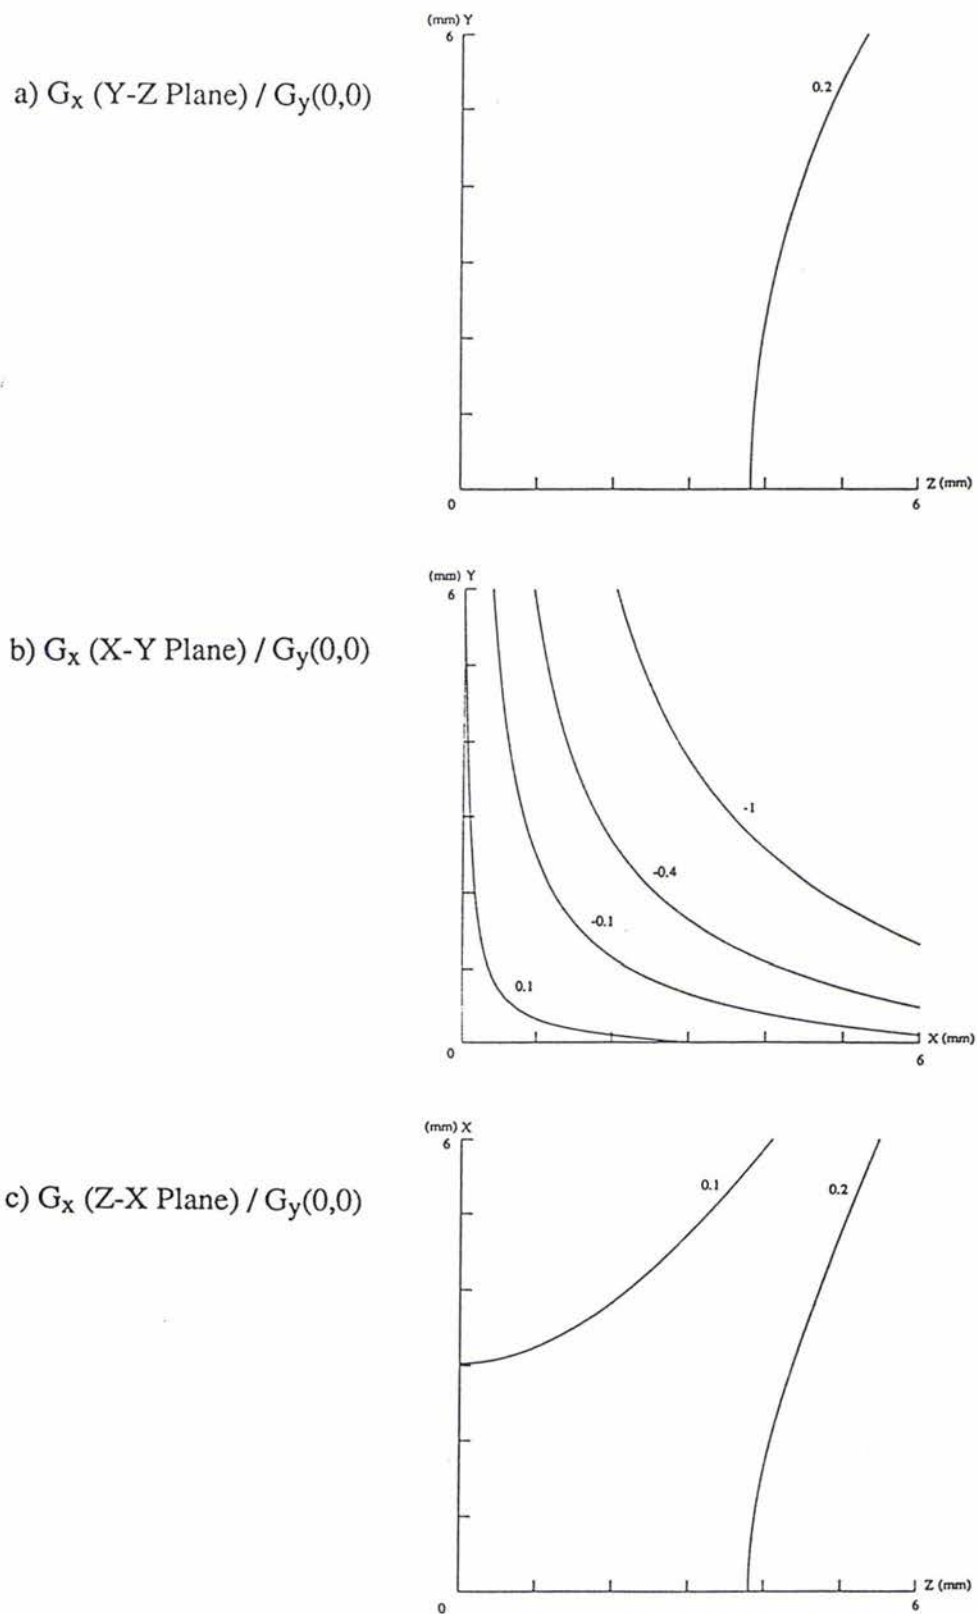 (mm) Y
6
a) Gx (Y-Z Plane) / Gy(0,0)
0.2
0
6
Z (mm)
(mm) Y
6
b) Gx (X-Y Plane) / Gy(0,0)
-1
-0.4
-0.1
0.1
0
6
X (mm)
(mm) X
6
c) Gx (Z-X Plane) / Gy(0,0)
0.1
0.2
0
6
Z (mm)